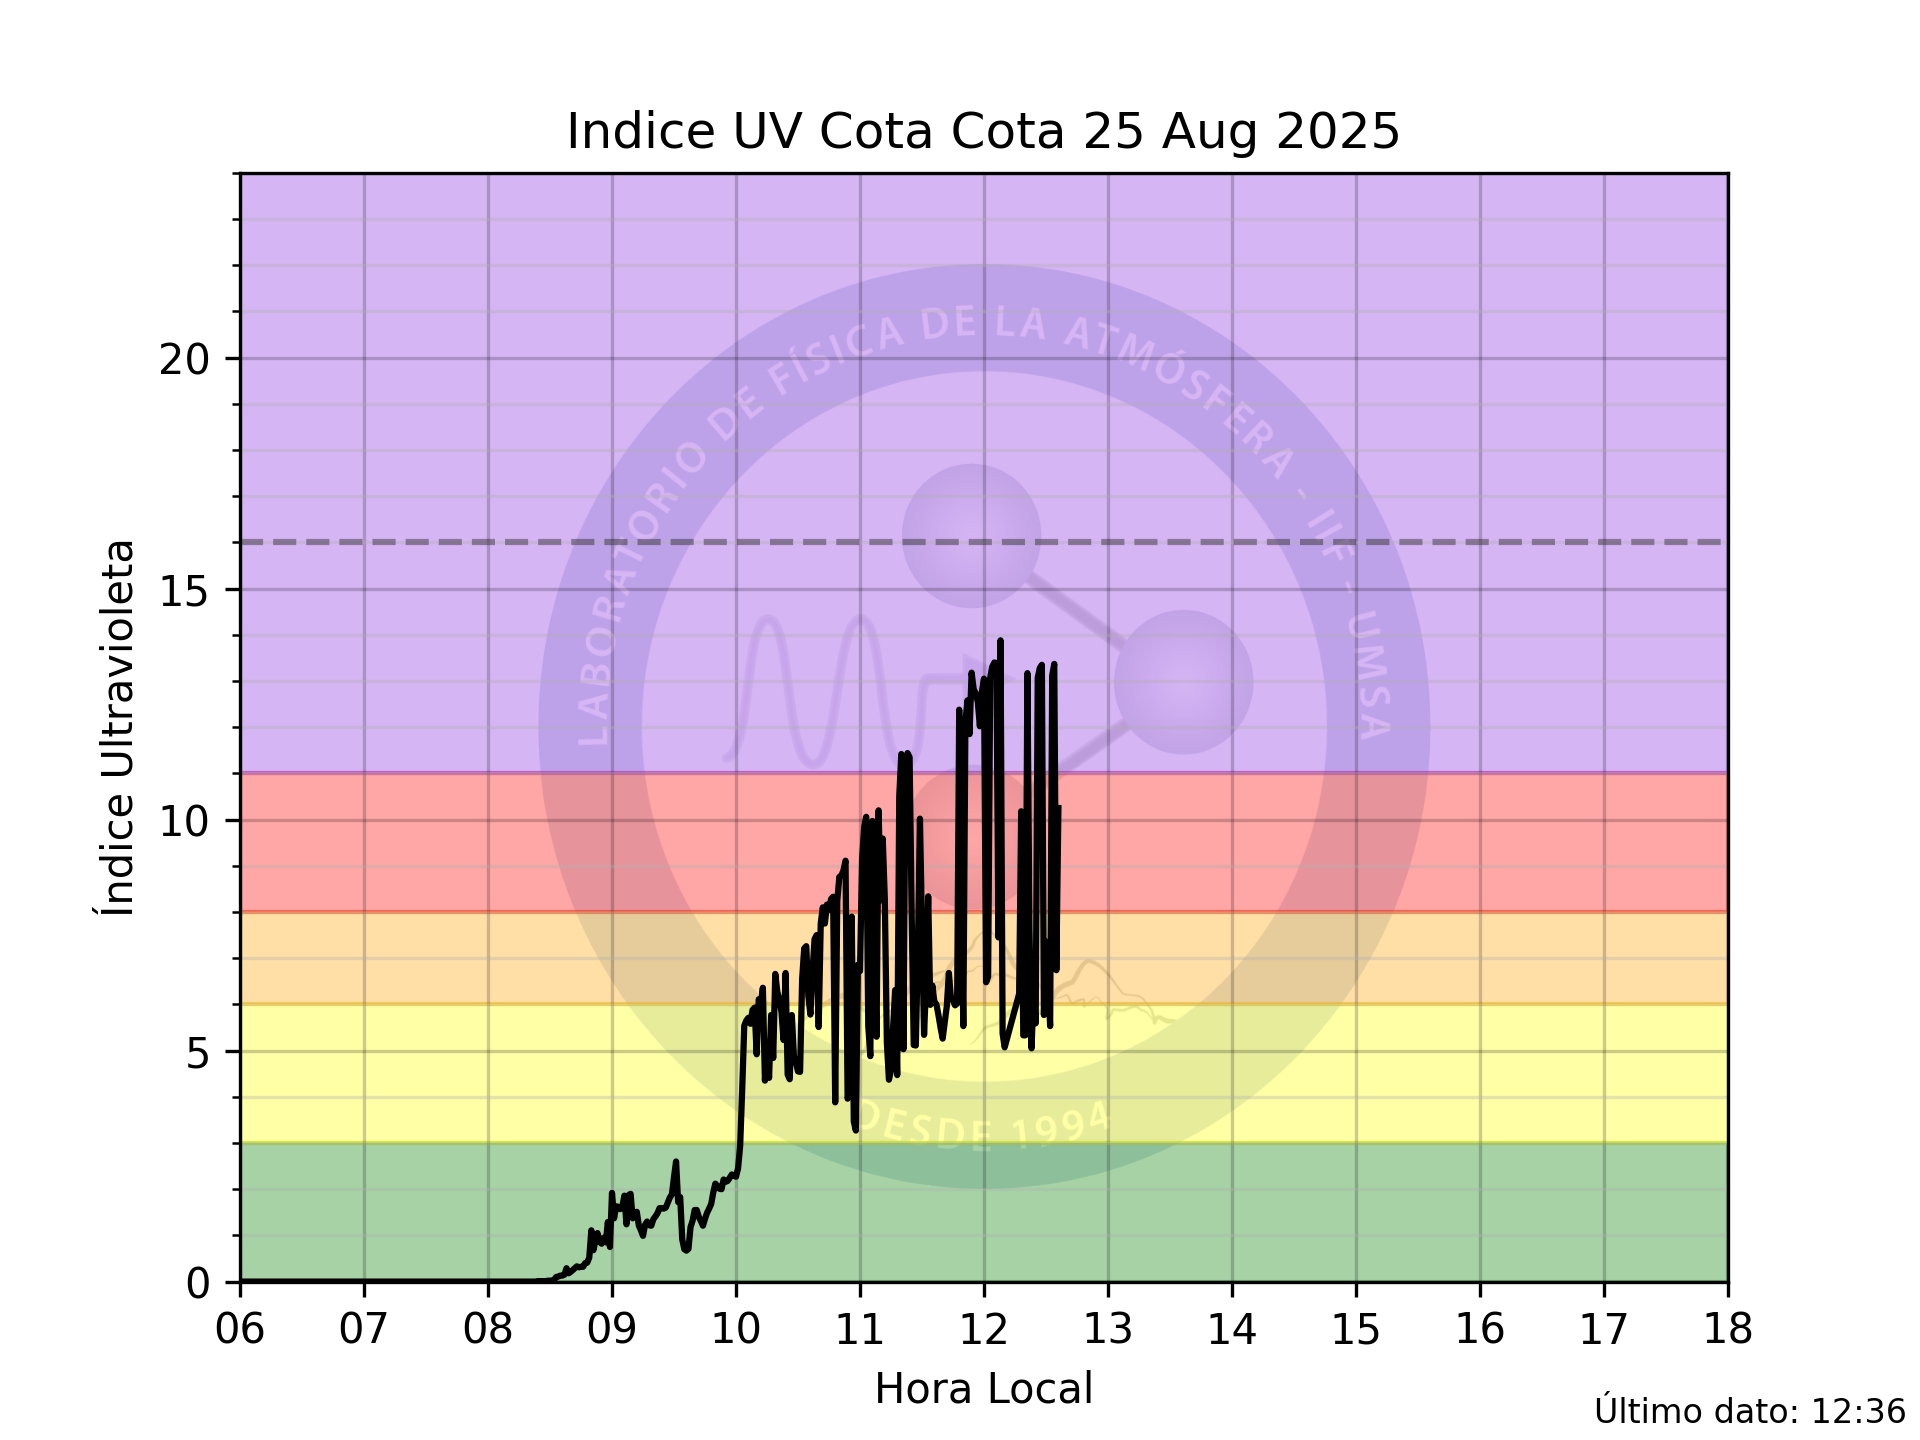 Indice UV Cota Cota 25 Aug 2025
Índice Ultravioleta
20
15
10
5
0
LABORATORIO DE FÍSICA DE LA ATMÓSFERA - IIF - UMSA
DESDE 1994
06 07 08 09 10 11 12 13 14 15 16 17 18
Hora Local
Último dato: 12:36